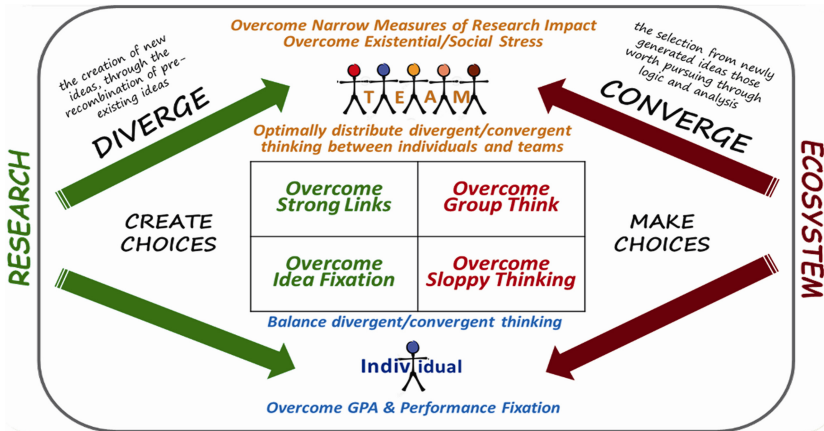 Overcome Narrow Measures of Research Impact
Overcome Existential/Social Stress
the creation of new
ideas, through the
recombination of pre-
existing ideas
DIVERGE
TEAM
the selection from newly
generated ideas those
worth pursuing through
logic and analysis
CONVERGE
Optimally distribute divergent/convergent
thinking between individuals and teams
RESEARCH
CREATE
CHOICES
Overcome
Strong Links
Overcome
Group Think
Overcome
Idea Fixation
Overcome
Sloppy Thinking
MAKE
CHOICES
ECOSYSTEM
Balance divergent/convergent thinking
Individual
Overcome GPA & Performance Fixation